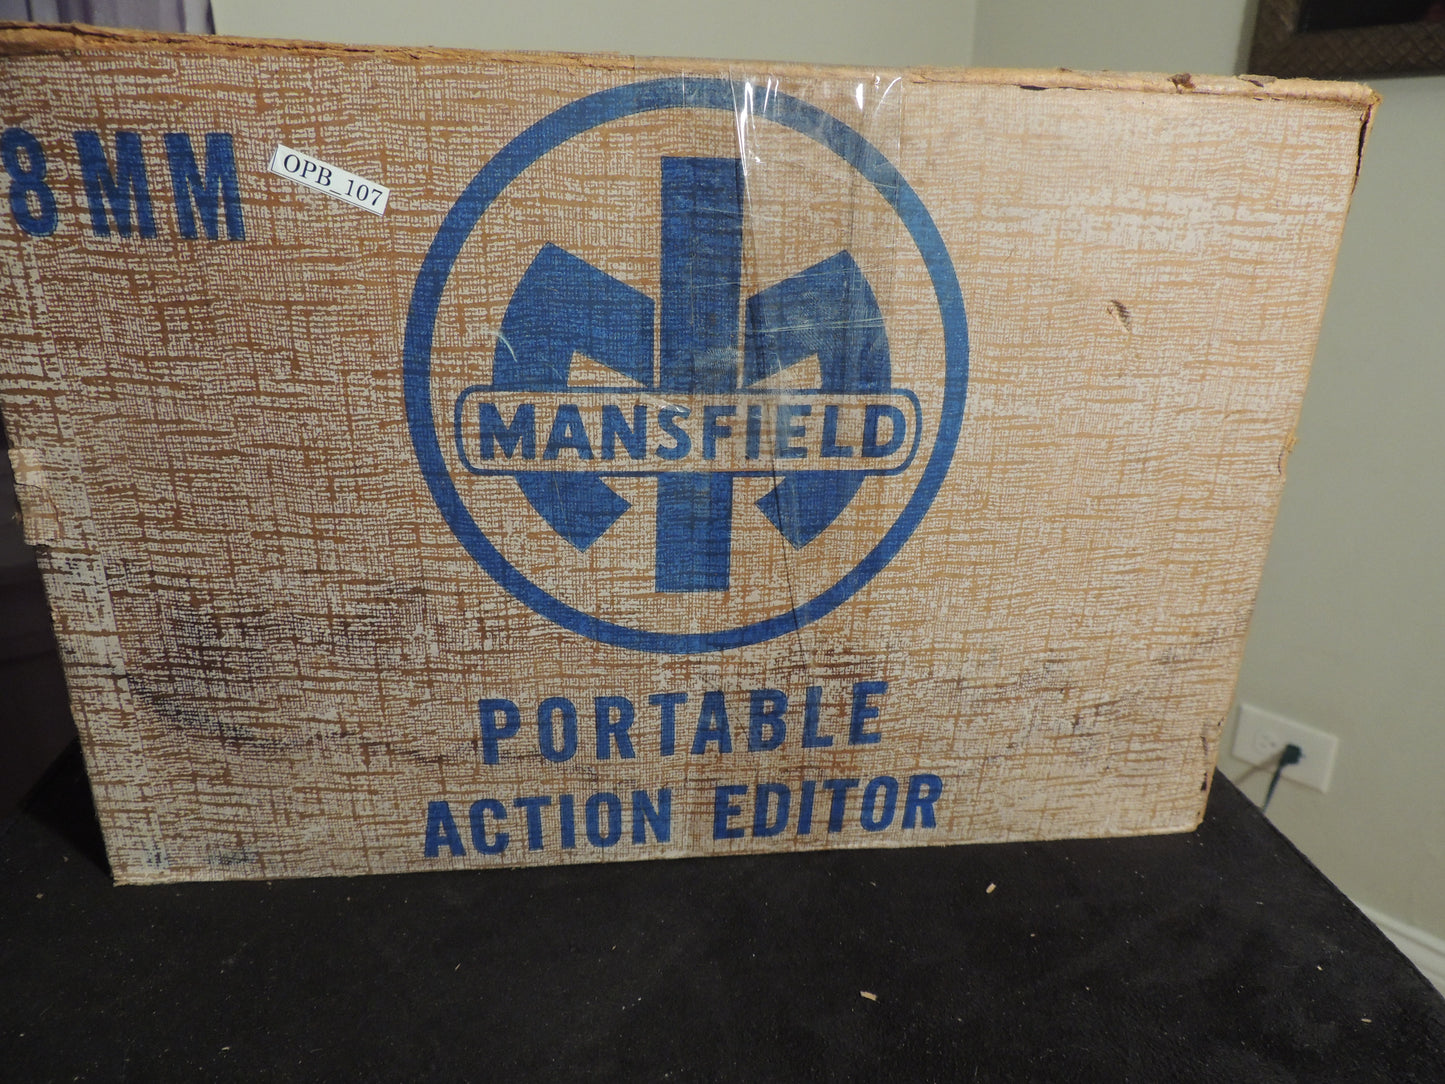 8MM
OPB_107
MANSFIELD
PORTABLE
ACTION EDITOR